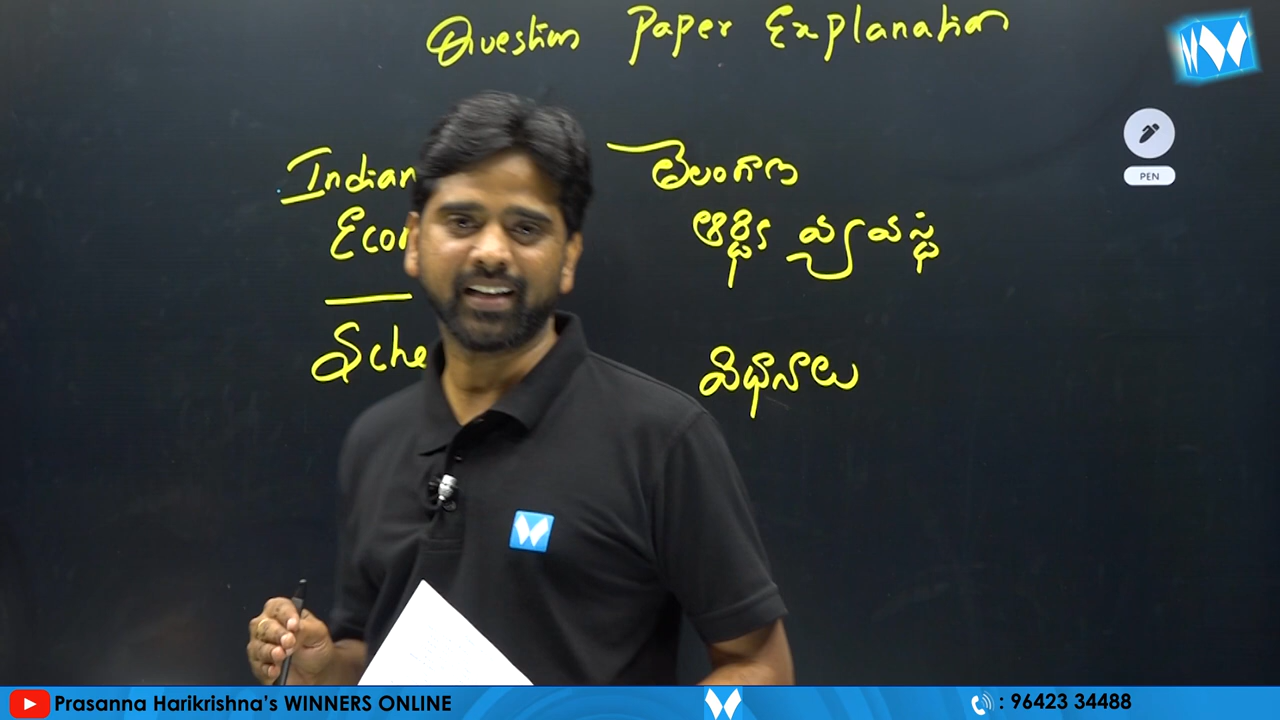 Question Paper Explanation
PEN
Indian తెలంగాణ
Econ ఆర్థిక వ్యవస్థ
Sche విధానాలు
Prasanna Harikrishna's WINNERS ONLINE
: 96423 34488